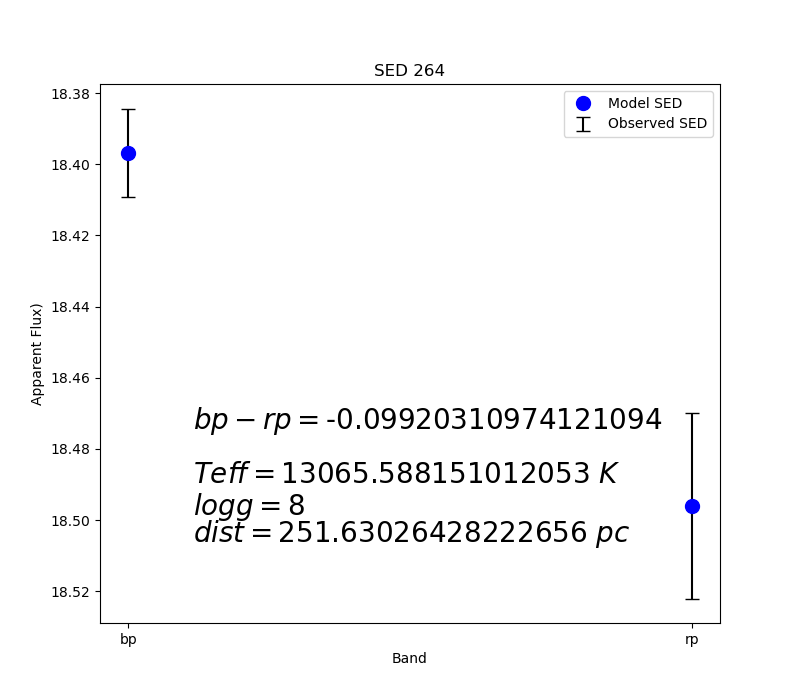 SED 264
Model SED
Observed SED
18.38
18.40
18.42
18.44
18.46
18.48
18.50
18.52
Apparent Flux)
bp − rp = -0.09920310974121094
Teff = 13065.588151012053 K
logg = 8
dist = 251.63026428222656 pc
bp
rp
Band